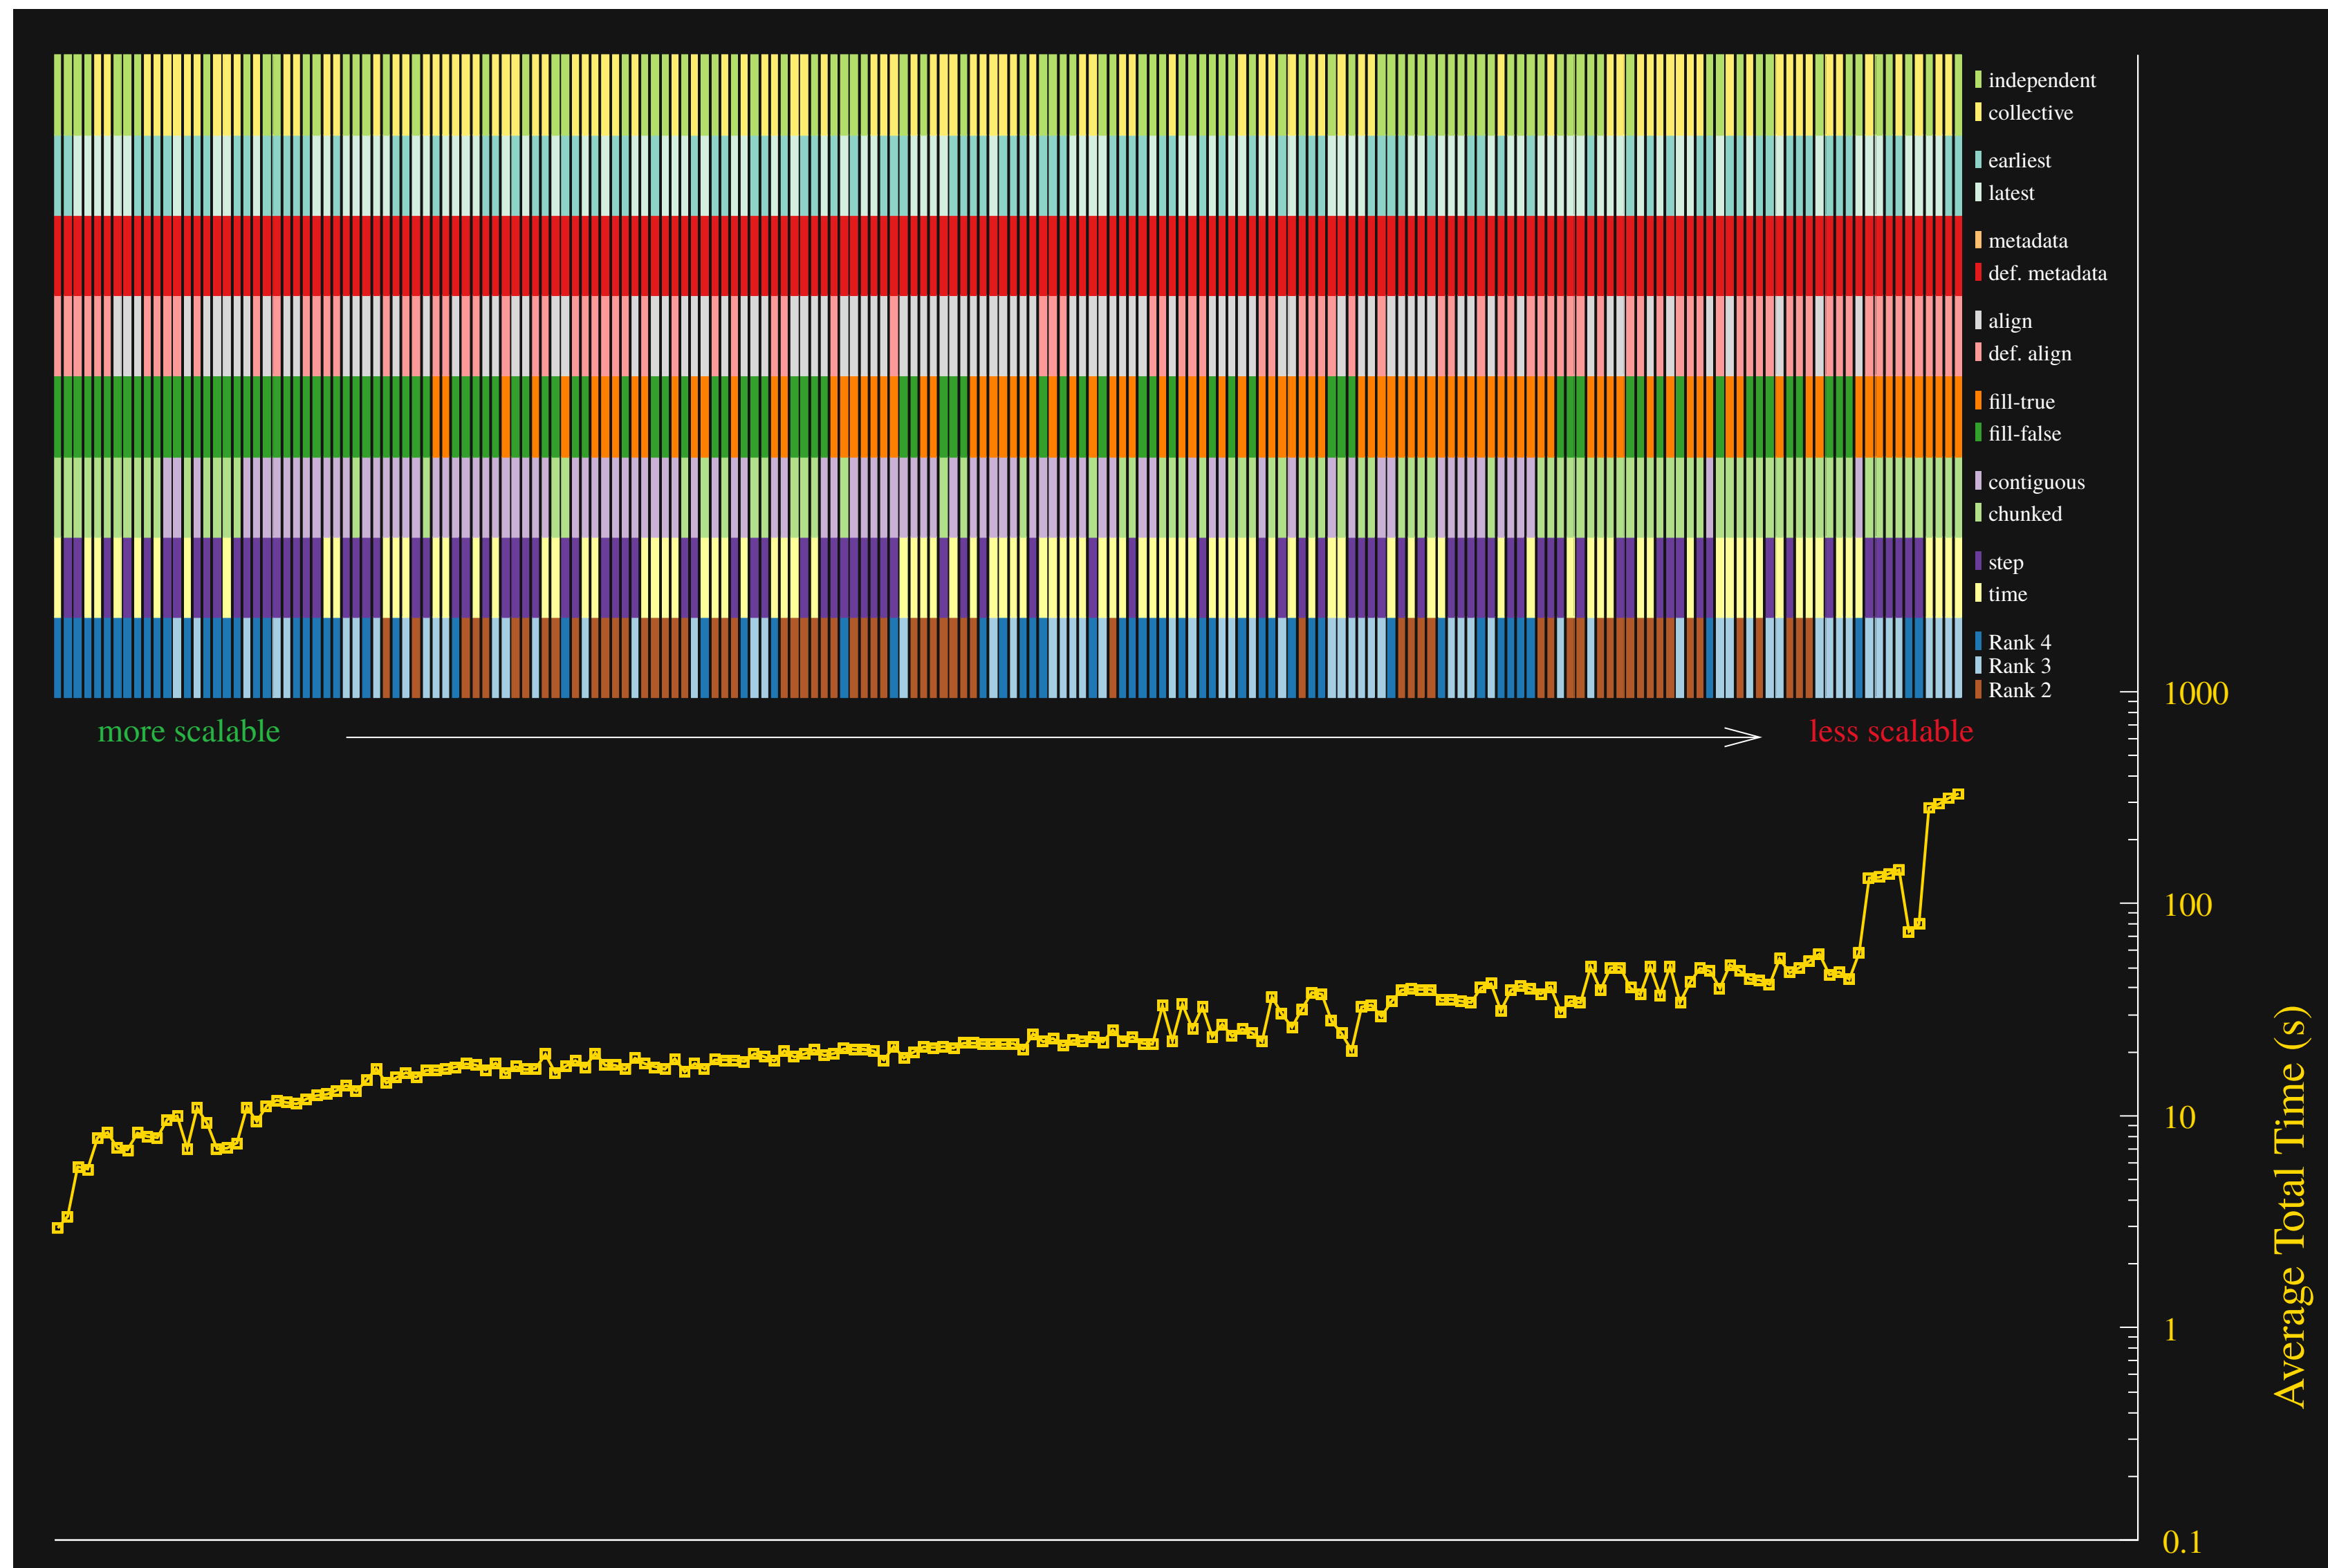 independent
collective
earliest
latest
metadata
def. metadata
align
def. align
fill-true
fill-false
contiguous
chunked
step
time
Rank 4
Rank 3
Rank 2
more scalable
less scalable
1000
100
10
1
0.1
Average Total Time (s)